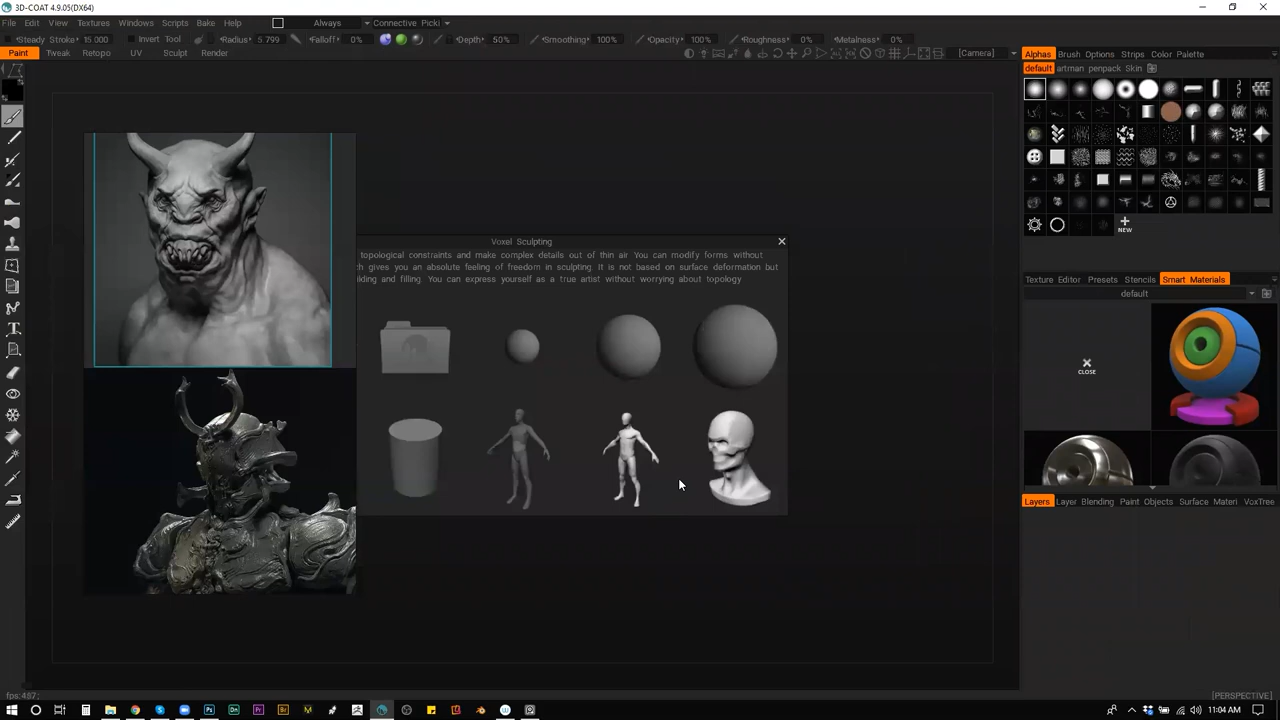 3D-COAT 4.9.05(DX64)
File Edit View Textures Windows Scripts Bake Help Always Connective Picki
Steady Stroke 15.000 Invert Tool Radius 5.799 Falloff 0% Depth 50% Smoothing 100% Opacity 100% Roughness 0% Metalness 0%
Paint Tweak Retopo UV Sculpt Render [Camera]
Alphas Brush Options Strips Color Palette
default artman penpack Skin
NEW
Voxel Sculpting
topological constraints and make complex details out of thin air You can modify forms without
h gives you an absolute feeling of freedom in sculpting It is not based on surface deformation but
ilding and filling. You can express yourself as a true artist without worrying about topology
Texture Editor Presets Stencils Smart Materials
default
CLOSE
Layers Layer Blending Paint Objects Surface Materi VoxTree
fps:487; [PERSPECTIVE]
11:04 AM